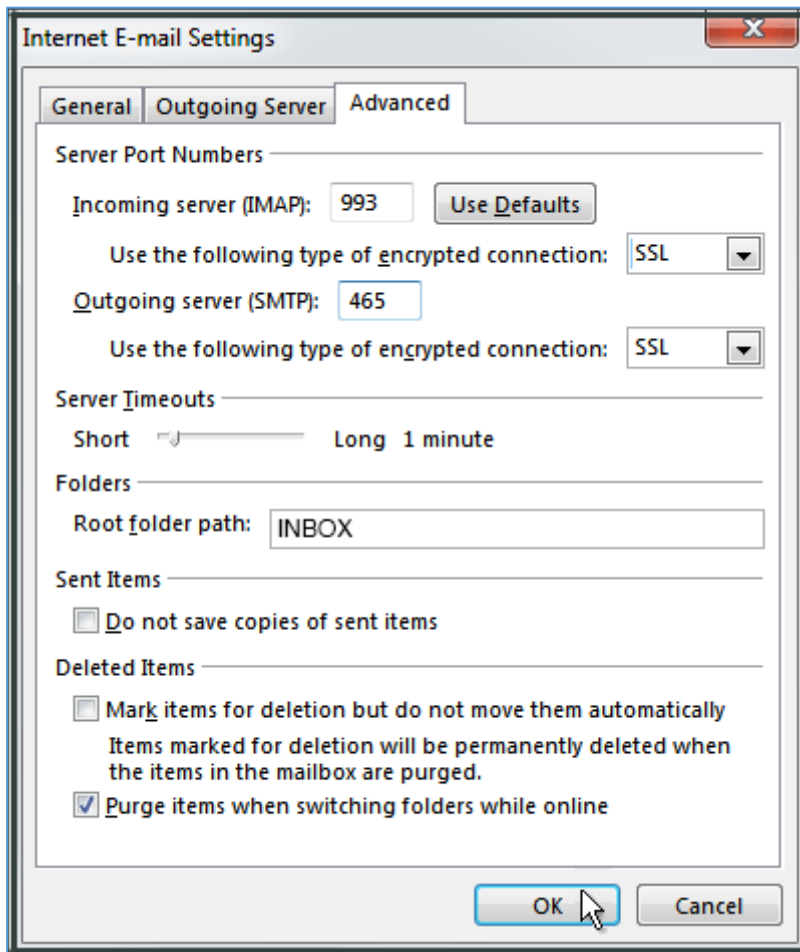 Internet E-mail Settings
X
General Outgoing Server Advanced
Server Port Numbers
Incoming server (IMAP): 993 Use Defaults
Use the following type of encrypted connection: SSL
Outgoing server (SMTP): 465
Use the following type of encrypted connection: SSL
Server Timeouts
Short Long 1 minute
Folders
Root folder path: INBOX
Sent Items
Do not save copies of sent items
Deleted Items
Mark items for deletion but do not move them automatically
Items marked for deletion will be permanently deleted when
the items in the mailbox are purged.
Purge items when switching folders while online
OK Cancel